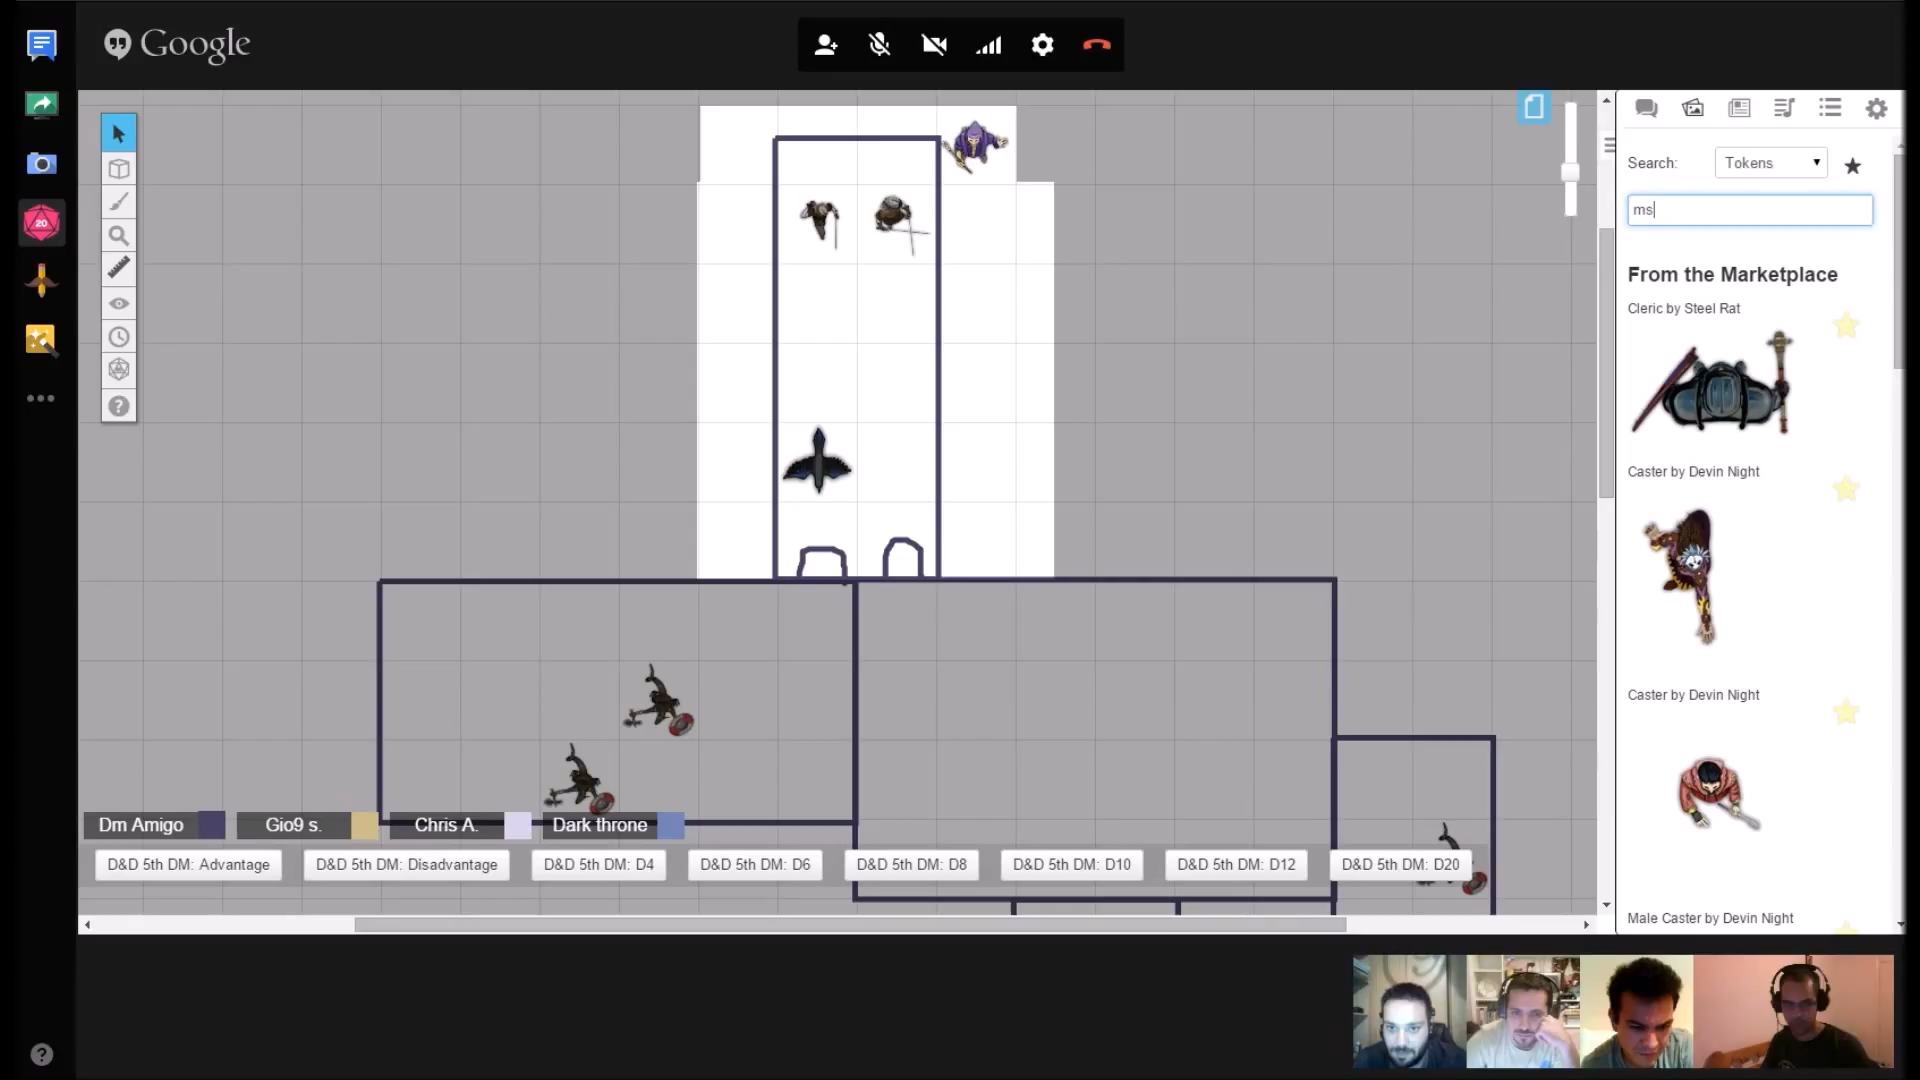 Google
Search:
Tokens
ms
From the Marketplace
Cleric by Steel Rat
Caster by Devin Night
Caster by Devin Night
Male Caster by Devin Night
Dm Amigo
Gio9 s.
Chris A.
Dark throne
D&D 5th DM: Advantage
D&D 5th DM: Disadvantage
D&D 5th DM: D4
D&D 5th DM: D6
D&D 5th DM: D8
D&D 5th DM: D10
D&D 5th DM: D12
D&D 5th DM: D20
20